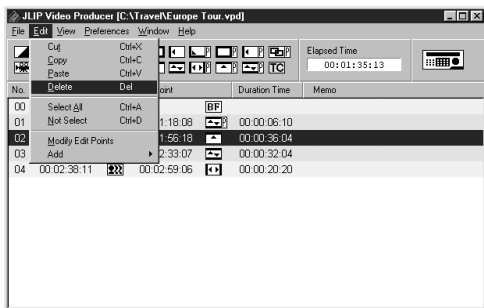 JLIP Video Producer [C:\Travel\Europe Tour.vpd]
File Edit View Preferences Window Help
Elapsed Time
00:01:35:13
TC
Cut Ctrl+X
Copy Ctrl+C
Paste Ctrl+V
Delete Del
Select All Ctrl+A
Not Select Ctrl+D
Modify Edit Points
Add
No. oint Duration Time Memo
00 BF
01 1:18:08 P 00:00:06:10
02 1:56:18 00:00:36:04
03 2:33:07 00:00:32:04
04 00:02:38:11 00:02:59:06 00:00:20:20